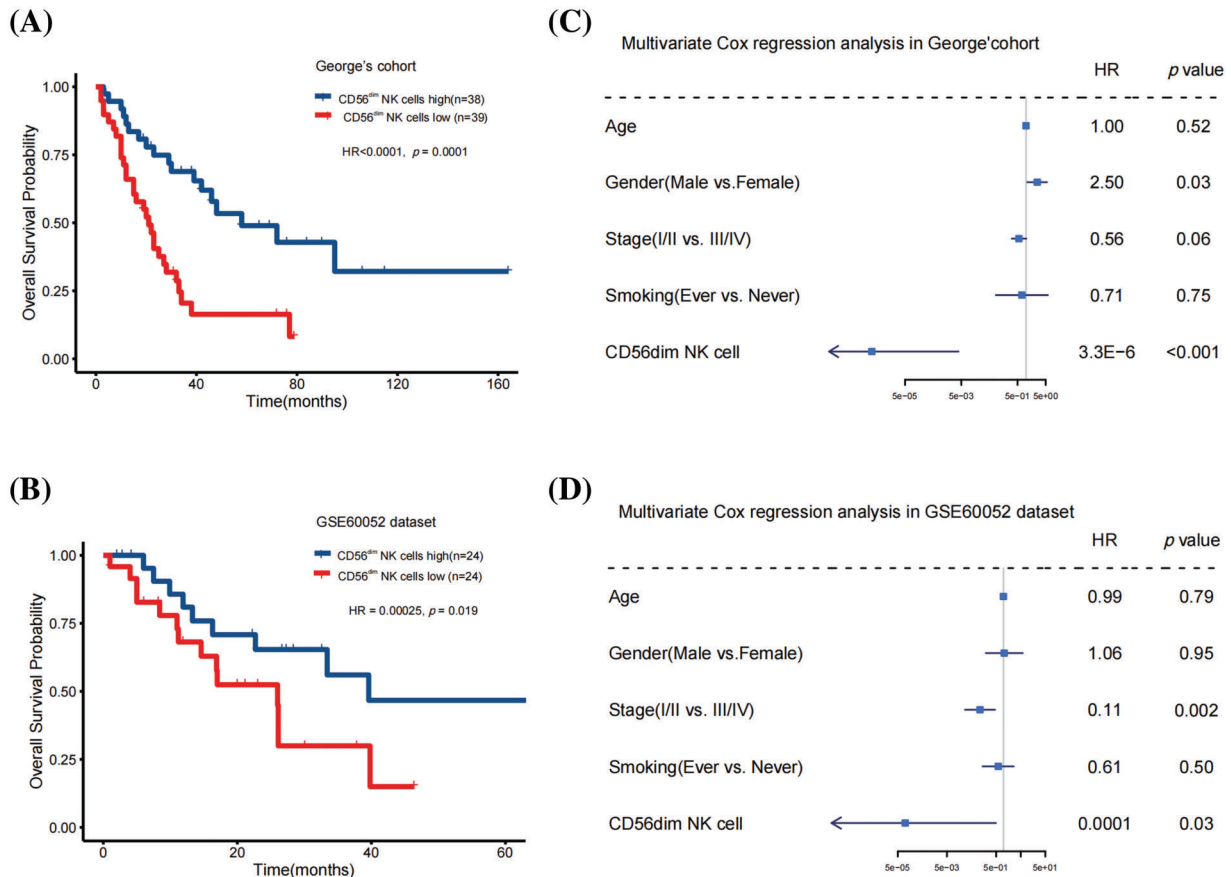 (A)
George's cohort
CD56dim NK cells high(n=38)
CD56dim NK cells low (n=39)
HR<0.0001, p = 0.0001
Overall Survival Probability
1.00
0.75
0.50
0.25
0.00
0 40 80 120 160
Time(months)
(C)
Multivariate Cox regression analysis in George'cohort
HR p value
Age 1.00 0.52
Gender(Male vs.Female) 2.50 0.03
Stage(I/II vs. III/IV) 0.56 0.06
Smoking(Ever vs. Never) 0.71 0.75
CD56dim NK cell 3.3E−6 <0.001
5e−05 5e−03 5e−01 5e+00
(B)
GSE60052 dataset
CD56dim NK cells high(n=24)
CD56dim NK cells low (n=24)
HR = 0.00025, p = 0.019
Overall Survival Probability
1.00
0.75
0.50
0.25
0.00
0 20 40 60
Time(months)
(D)
Multivariate Cox regression analysis in GSE60052 dataset
HR p value
Age 0.99 0.79
Gender(Male vs.Female) 1.06 0.95
Stage(I/II vs. III/IV) 0.11 0.002
Smoking(Ever vs. Never) 0.61 0.50
CD56dim NK cell 0.0001 0.03
5e−05 5e−03 5e−01 5e+01